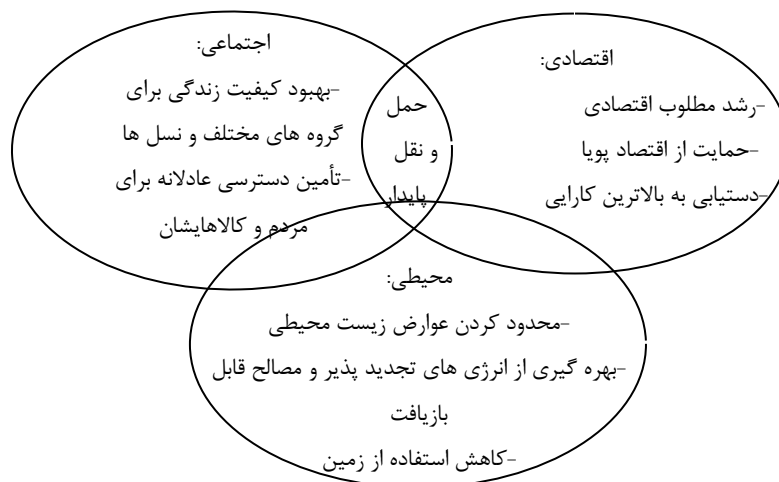 اقتصادی:
-رشد مطلوب اقتصادی
-حمایت از اقتصاد پویا
-دستیابی به بالاترین کارایی
حمل
و نقل
پایدار
اجتماعی:
-بهبود کیفیت زندگی برای
گروه های مختلف و نسل ها
-تأمین دسترسی عادلانه برای
مردم و کالاهایشان
محیطی:
-محدود کردن عوارض زیست محیطی
-بهره گیری از انرژی های تجدید پذیر و مصالح قابل
بازیافت
-کاهش استفاده از زمین